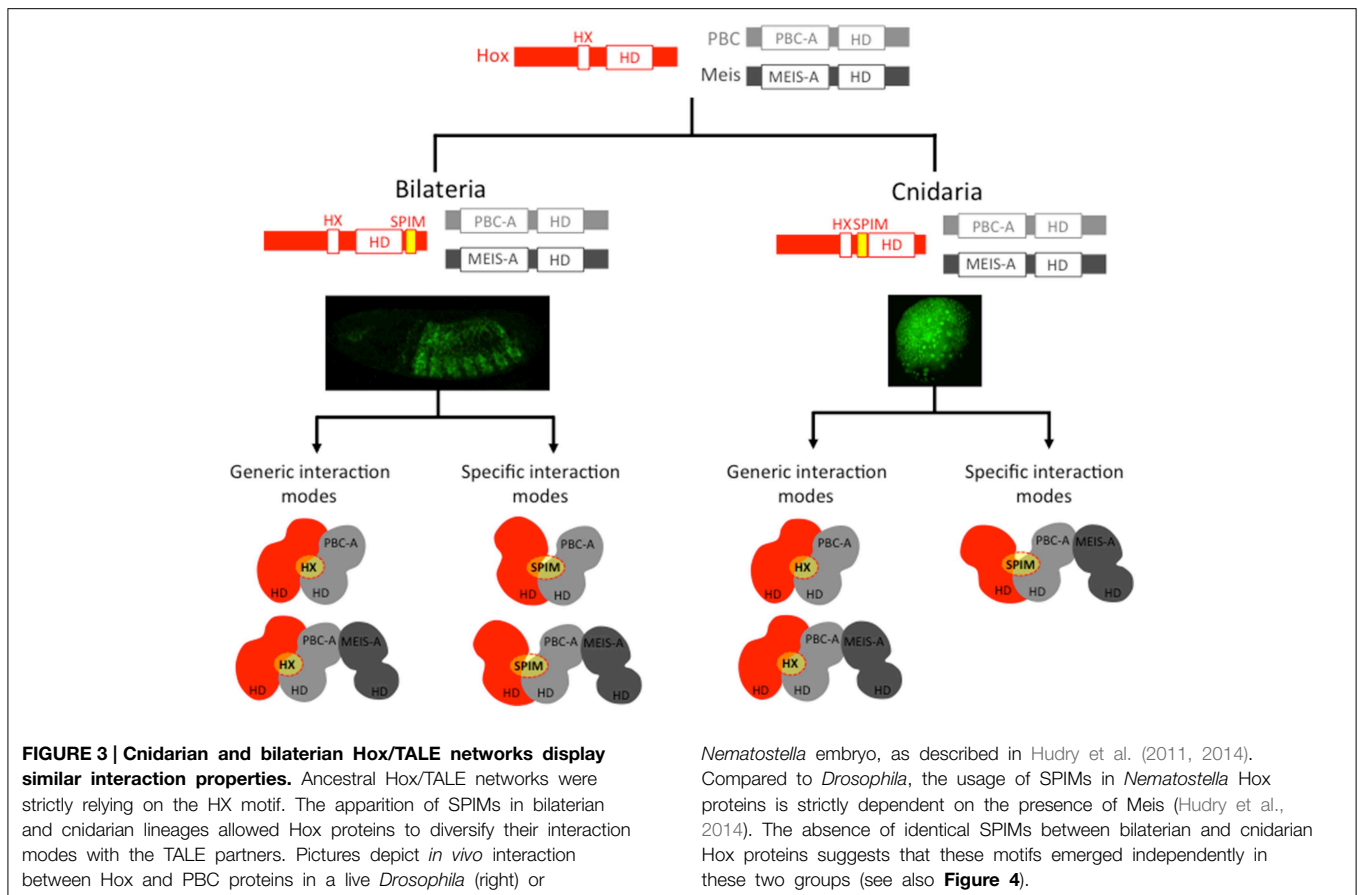 HX
Hox
HD
PBC
PBC-A
HD
Meis
MEIS-A
HD
Bilateria
HX
SPIM
HD
PBC-A
HD
MEIS-A
HD
Cnidaria
HX SPIM
HD
PBC-A
HD
MEIS-A
HD
Generic interaction
modes
Specific interaction
modes
Generic interaction
modes
Specific interaction
modes
PBC-A
HX
HD
HD
PBC-A
SPIM
HD
HD
PBC-A
HX
HD
HD
PBC-A
MEIS-A
SPIM
HD
HD
HD
PBC-A
MEIS-A
HX
HD
HD
HD
PBC-A
MEIS-A
SPIM
HD
HD
HD
PBC-A
MEIS-A
HX
HD
HD
HD
FIGURE 3 | Cnidarian and bilaterian Hox/TALE networks display
similar interaction properties. Ancestral Hox/TALE networks were
strictly relying on the HX motif. The apparition of SPIMs in bilaterian
and cnidarian lineages allowed Hox proteins to diversify their interaction
modes with the TALE partners. Pictures depict in vivo interaction
between Hox and PBC proteins in a live Drosophila (right) or
Nematostella embryo, as described in Hudry et al. (2011, 2014).
Compared to Drosophila, the usage of SPIMs in Nematostella Hox
proteins is strictly dependent on the presence of Meis (Hudry et al.,
2014). The absence of identical SPIMs between bilaterian and cnidarian
Hox proteins suggests that these motifs emerged independently in
these two groups (see also Figure 4).